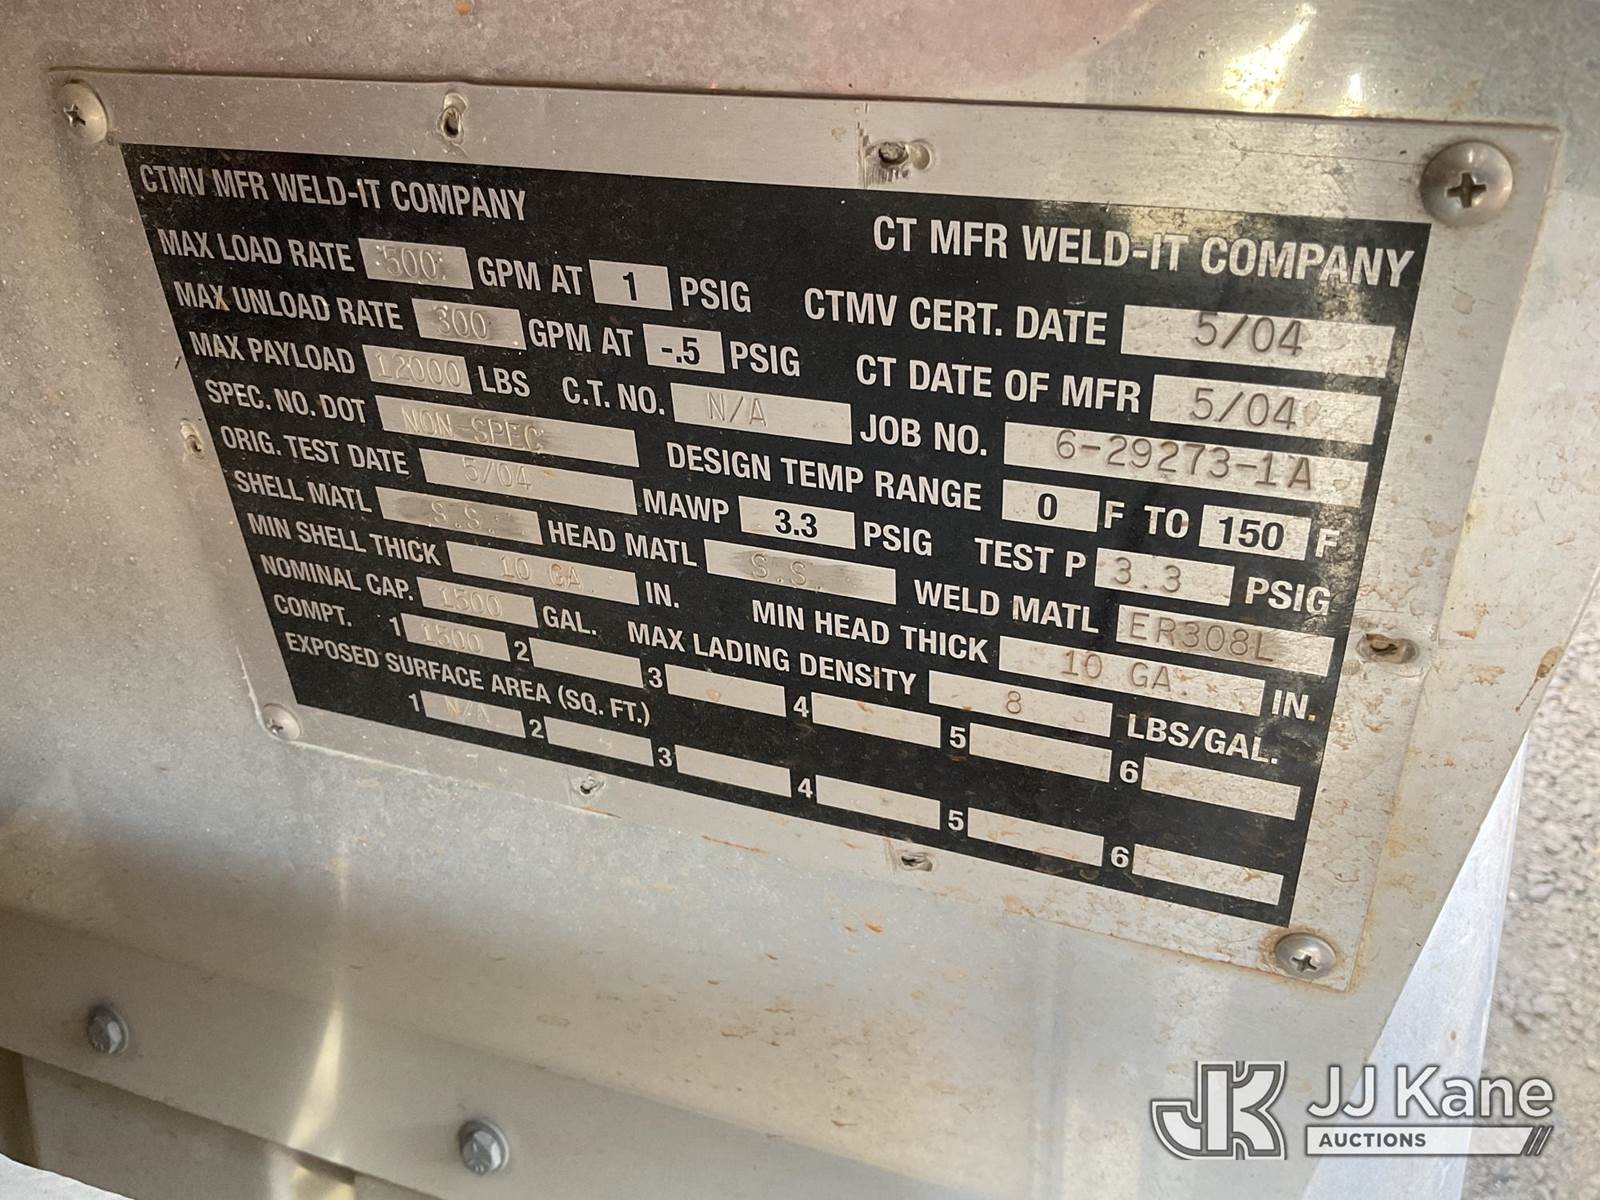 CTMV MFR WELD-IT COMPANY
CT MFR WELD-IT COMPANY
MAX LOAD RATE 500 GPM AT 1 PSIG
CTMV CERT. DATE 5/04
MAX UNLOAD RATE 300 GPM AT -.5 PSIG
CT DATE OF MFR 5/04
MAX PAYLOAD 12000 LBS C.T. NO. N/A JOB NO. 6-29273-1A
SPEC. NO. DOT NON-SPEC DESIGN TEMP RANGE 0 F TO 150 F
ORIG. TEST DATE 5/04 MAWP 3.3 PSIG TEST P 3.3 PSIG
SHELL MATL S.S. HEAD MATL S.S. WELD MATL ER308L
MIN SHELL THICK 10 GA IN. MIN HEAD THICK 10 GA. IN.
NOMINAL CAP. 1500 GAL. MAX LADING DENSITY 8 LBS/GAL.
COMPT. 1 1500 2 3 4 5 6
EXPOSED SURFACE AREA (SQ. FT.)
1 N/A 2 3 4 5 6
JK JJ Kane
AUCTIONS